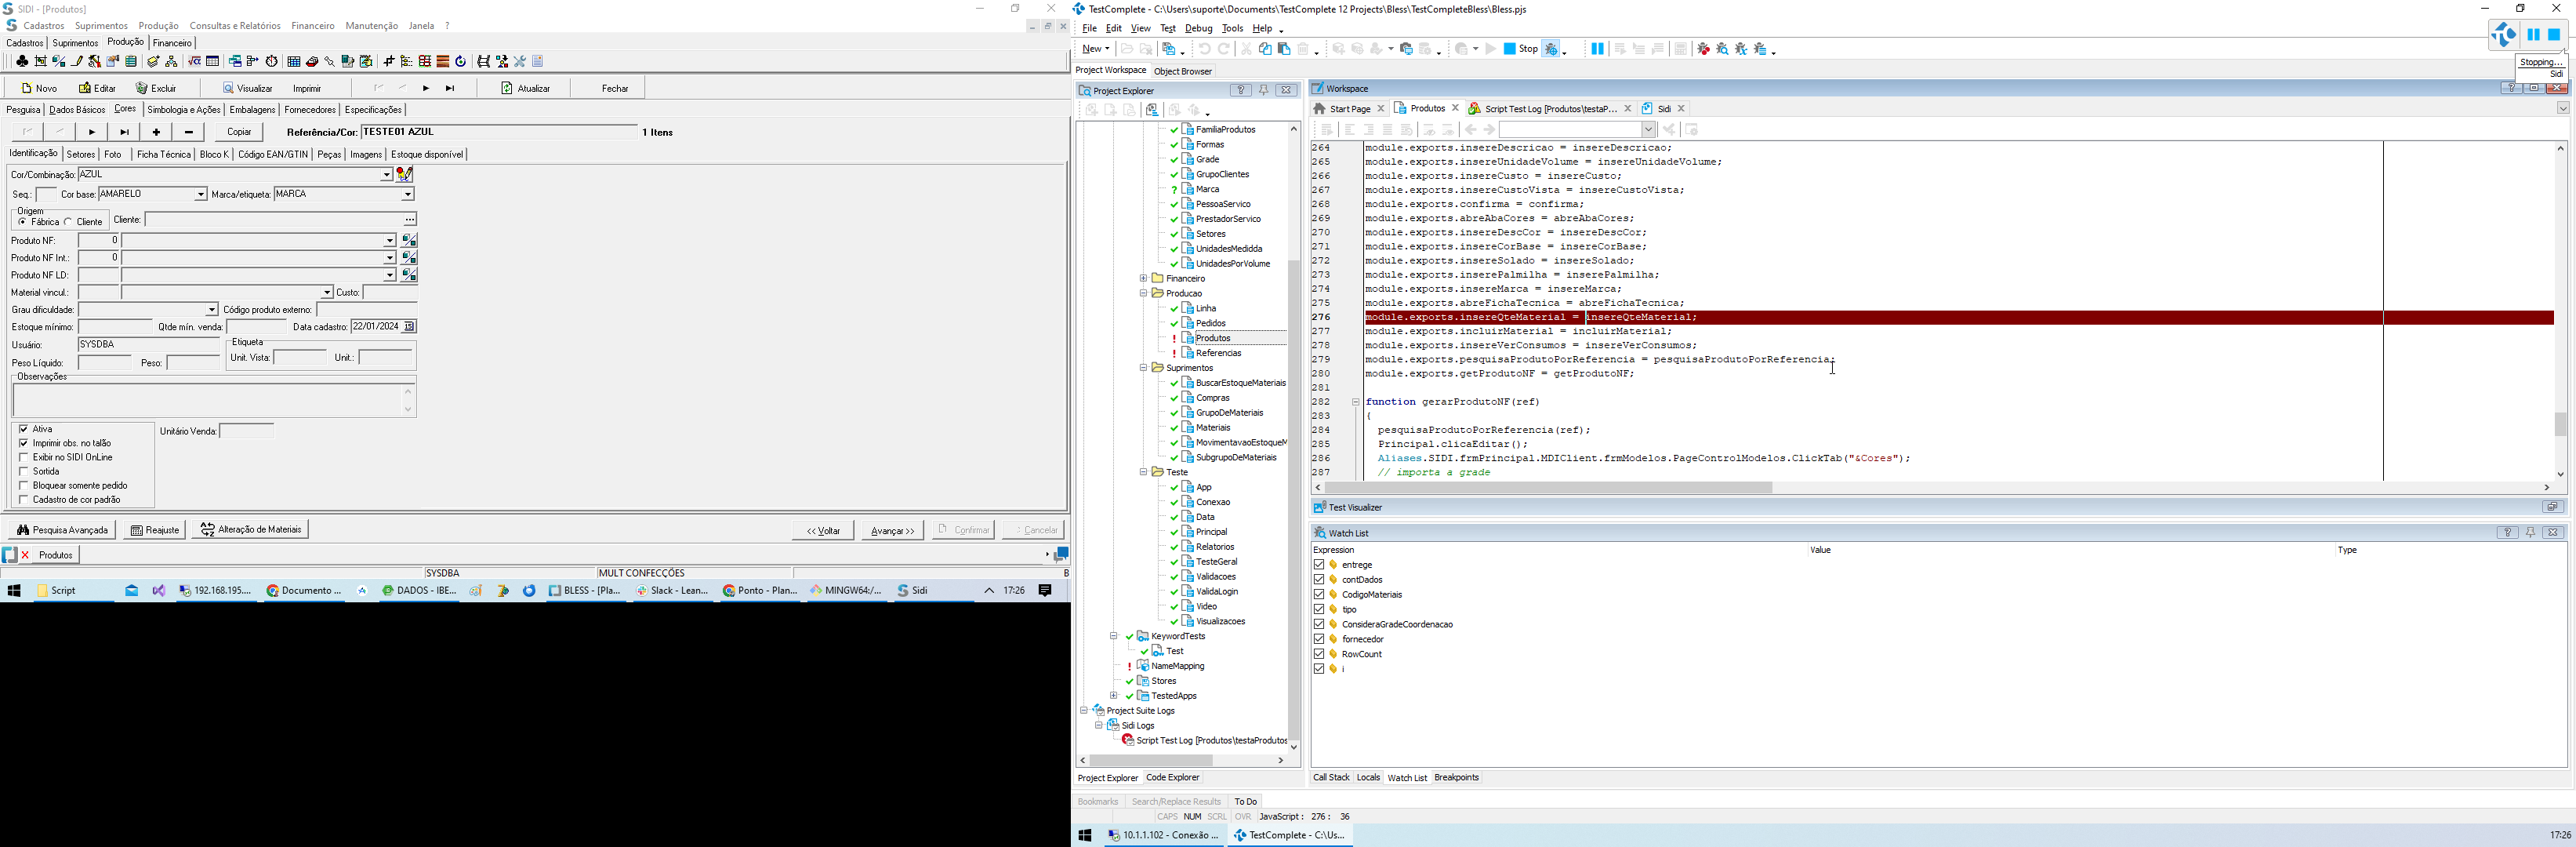 SIDI - [Produtos]
Cadastros Suprimentos Produção Consultas e Relatórios Financeiro Manutenção Janela ?
Cadastros Suprimentos Produção Financeiro
Novo Editar Excluir Visualizar Imprimir Atualizar Fechar
Pesquisa Dados Básicos Cores Simbologia e Ações Embalagens Fornecedores Especificações
Copiar Referência/Cor: TESTE01 AZUL 1 Itens
Identificação Setores Foto Ficha Técnica Bloco K Código EAN/GTIN Peças Imagens Estoque disponível
Cor/Combinação: AZUL
Seq.: Cor base: AMARELO Marca/etiqueta: MARCA
Origem
Fábrica Cliente Cliente: ...
Produto NF: 0
Produto NF Int.: 0
Produto NF LD:
Material vincul.: Custo:
Grau dificuldade: Código produto externo:
Estoque mínimo: Qtde mín. venda: Data cadastro: 22/01/2024 15
Usuário: SYSDBA
Etiqueta
Unit. Vista: Unit.:
Peso Líquido: Peso:
Observações
Ativa
Imprimir obs. no talão
Exibir no SIDI OnLine
Sortida
Bloquear somente pedido
Cadastro de cor padrão
Unitário Venda:
Pesquisa Avançada Reajuste Alteração de Materiais << Voltar Avançar >> Confirmar Cancelar
Produtos
SYSDBA MULT CONFECÇÕES B
Script 192.168.195.... Documento ... DADOS - IBE... BLESS - [Pla... Slack - Lean... Ponto - Plan... MINGW64:/... Sidi 17:26
TestComplete - C:\Users\suporte\Documents\TestComplete 12 Projects\Bless\TestCompleteBless\Bless.pjs
File Edit View Test Debug Tools Help
New Stop
Stopping...
Sidi
Project Workspace Object Browser
Project Explorer
FamiliaProdutos
Formas
Grade
GrupoClientes
Marca
PessoaServico
PrestadorServico
Setores
UnidadesMedidda
UnidadesPorVolume
Financeiro
Producao
Linha
Pedidos
Produtos
Referencias
Suprimentos
BuscarEstoqueMateriais
Compras
GrupoDeMateriais
Materiais
MovimentavaoEstoqueM
SubgrupoDeMateriais
Teste
App
Conexao
Data
Principal
Relatorios
TesteGeral
Validacoes
ValidaLogin
Video
Visualizacoes
KeywordTests
Test
NameMapping
Stores
TestedApps
Project Suite Logs
Sidi Logs
Script Test Log [Produtos\testaProdutos
Project Explorer Code Explorer
Workspace
Start Page Produtos Script Test Log [Produtos\testaP... Sidi
264 module.exports.insereDescricao = insereDescricao;
265 module.exports.insereUnidadeVolume = insereUnidadeVolume;
266 module.exports.insereCusto = insereCusto;
267 module.exports.insereCustoVista = insereCustoVista;
268 module.exports.confirma = confirma;
269 module.exports.abreAbaCores = abreAbaCores;
270 module.exports.insereDescCor = insereDescCor;
271 module.exports.insereCorBase = insereCorBase;
272 module.exports.insereSolado = insereSolado;
273 module.exports.inserePalmilha = inserePalmilha;
274 module.exports.insereMarca = insereMarca;
275 module.exports.abreFichaTecnica = abreFichaTecnica;
276 module.exports.insereQteMaterial = insereQteMaterial;
277 module.exports.incluirMaterial = incluirMaterial;
278 module.exports.insereVerConsumos = insereVerConsumos;
279 module.exports.pesquisaProdutoPorReferencia = pesquisaProdutoPorReferencia;
280 module.exports.getProdutoNF = getProdutoNF;
281
282 function gerarProdutoNF(ref)
283 {
284 pesquisaProdutoPorReferencia(ref);
285 Principal.clicaEditar();
286 Aliases.SIDI.frmPrincipal.MDIClient.frmModelos.PageControlModelos.ClickTab("&Cores");
287 // importa a grade
Test Visualizer
Watch List
Expression Value Type
entrege
contDados
CodigoMateriais
tipo
ConsideraGradeCoordenacao
fornecedor
RowCount
i
Call Stack Locals Watch List Breakpoints
Bookmarks Search/Replace Results To Do
CAPS NUM SCRL OVR JavaScript : 276 : 36
10.1.1.102 - Conexão ... TestComplete - C:\Us... 17:26